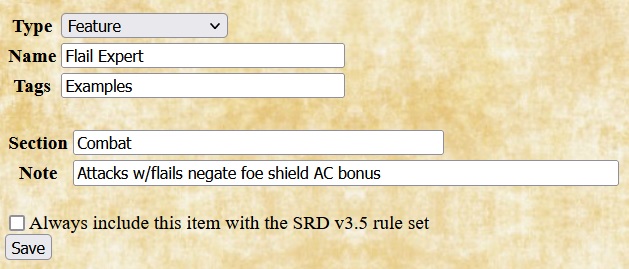 Type Feature
Name Flail Expert
Tags Examples
Section Combat
Note Attacks w/flails negate foe shield AC bonus
Always include this item with the SRD v3.5 rule set
Save